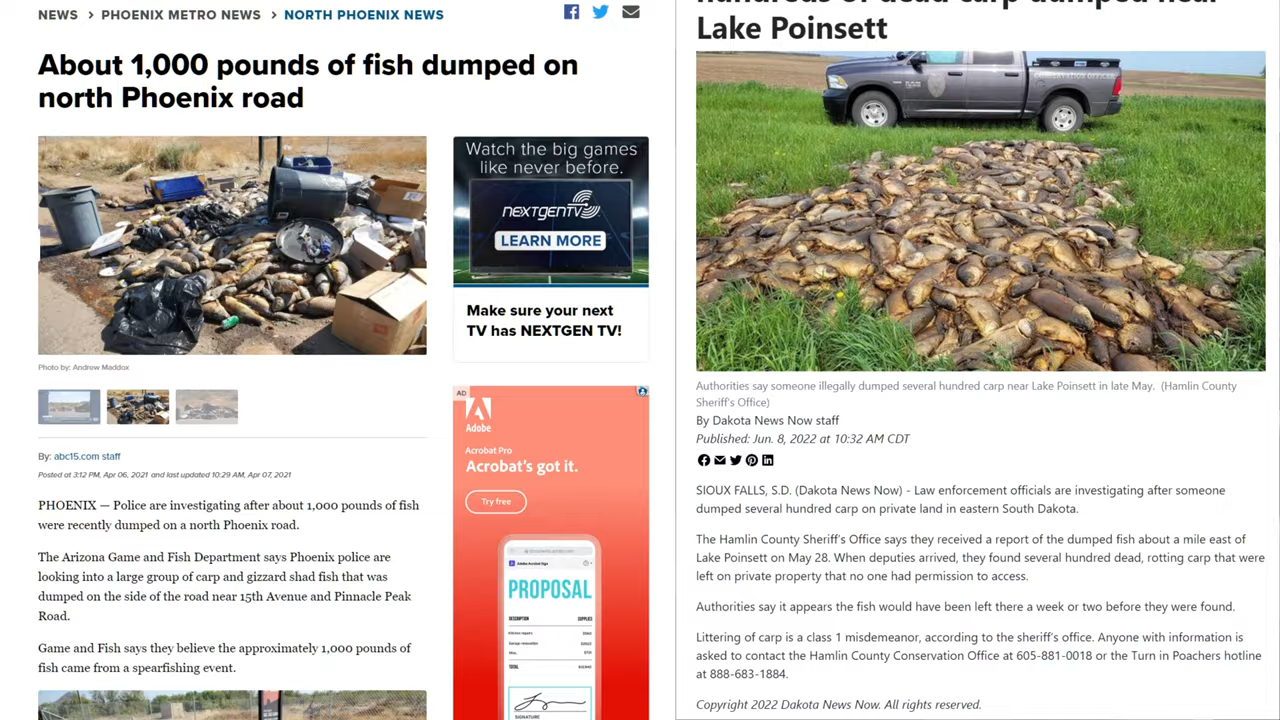 NEWS > PHOENIX METRO NEWS > NORTH PHOENIX NEWS
About 1,000 pounds of fish dumped on
north Phoenix road
Photo by: Andrew Maddox
By: abc15.com staff
Posted at 3:12 PM, Apr 06, 2021 and last updated 10:29 AM, Apr 07, 2021
PHOENIX — Police are investigating after about 1,000 pounds of fish
were recently dumped on a north Phoenix road.
The Arizona Game and Fish Department says Phoenix police are
looking into a large group of carp and gizzard shad fish that was
dumped on the side of the road near 15th Avenue and Pinnacle Peak
Road.
Game and Fish says they believe the approximately 1,000 pounds of
fish came from a spearfishing event.
Watch the big games
like never before.
NEXTGENTV
LEARN MORE
Make sure your next
TV has NEXTGEN TV!
AD
Adobe
Acrobat Pro
Acrobat's got it.
Try free
PROPOSAL
DESCRIPTION SUPPLIES
TOTAL
SIGNATURE
hundreds of dead carp dumped near
Lake Poinsett
CONSERVATION OFFICER
Authorities say someone illegally dumped several hundred carp near Lake Poinsett in late May. (Hamlin County
Sheriff's Office)
By Dakota News Now staff
Published: Jun. 8, 2022 at 10:32 AM CDT
SIOUX FALLS, S.D. (Dakota News Now) - Law enforcement officials are investigating after someone
dumped several hundred carp on private land in eastern South Dakota.
The Hamlin County Sheriff's Office says they received a report of the dumped fish about a mile east of
Lake Poinsett on May 28. When deputies arrived, they found several hundred dead, rotting carp that were
left on private property that no one had permission to access.
Authorities say it appears the fish would have been left there a week or two before they were found.
Littering of carp is a class 1 misdemeanor, according to the sheriff's office. Anyone with information is
asked to contact the Hamlin County Conservation Office at 605-881-0018 or the Turn in Poachers hotline
at 888-683-1884.
Copyright 2022 Dakota News Now. All rights reserved.